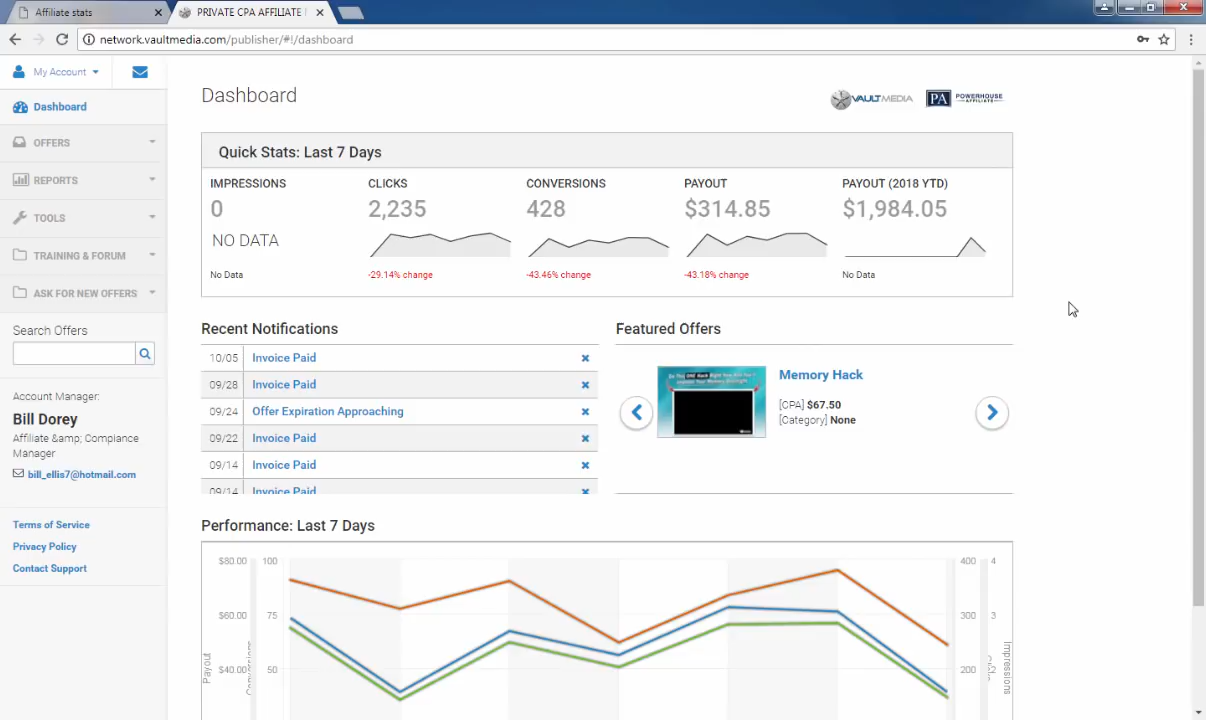 Affiliate stats
PRIVATE CPA AFFILIATE
network.vaultmedia.com/publisher/#!/dashboard
My Account
Dashboard
OFFERS
REPORTS
TOOLS
TRAINING & FORUM
ASK FOR NEW OFFERS
Search Offers
Account Manager:
Bill Dorey
Affiliate &amp; Compiance
Manager
bill_ellis7@hotmail.com
Terms of Service
Privacy Policy
Contact Support
Dashboard
VAULTMEDIA
PA POWERHOUSE
AFFILIATE
Quick Stats: Last 7 Days
IMPRESSIONS CLICKS CONVERSIONS PAYOUT PAYOUT (2018 YTD)
0 2,235 428 $314.85 $1,984.05
NO DATA
No Data -29.14% change -43.46% change -43.18% change No Data
Recent Notifications
10/05 Invoice Paid
09/28 Invoice Paid
09/24 Offer Expiration Approaching
09/22 Invoice Paid
09/14 Invoice Paid
09/14 Invoice Paid
Featured Offers
Memory Hack
[CPA] $67.50
[Category] None
Performance: Last 7 Days
$80.00 100 400 4
$60.00 75 300 3
$40.00 50 200 2
Payout
Conversions
Impressions